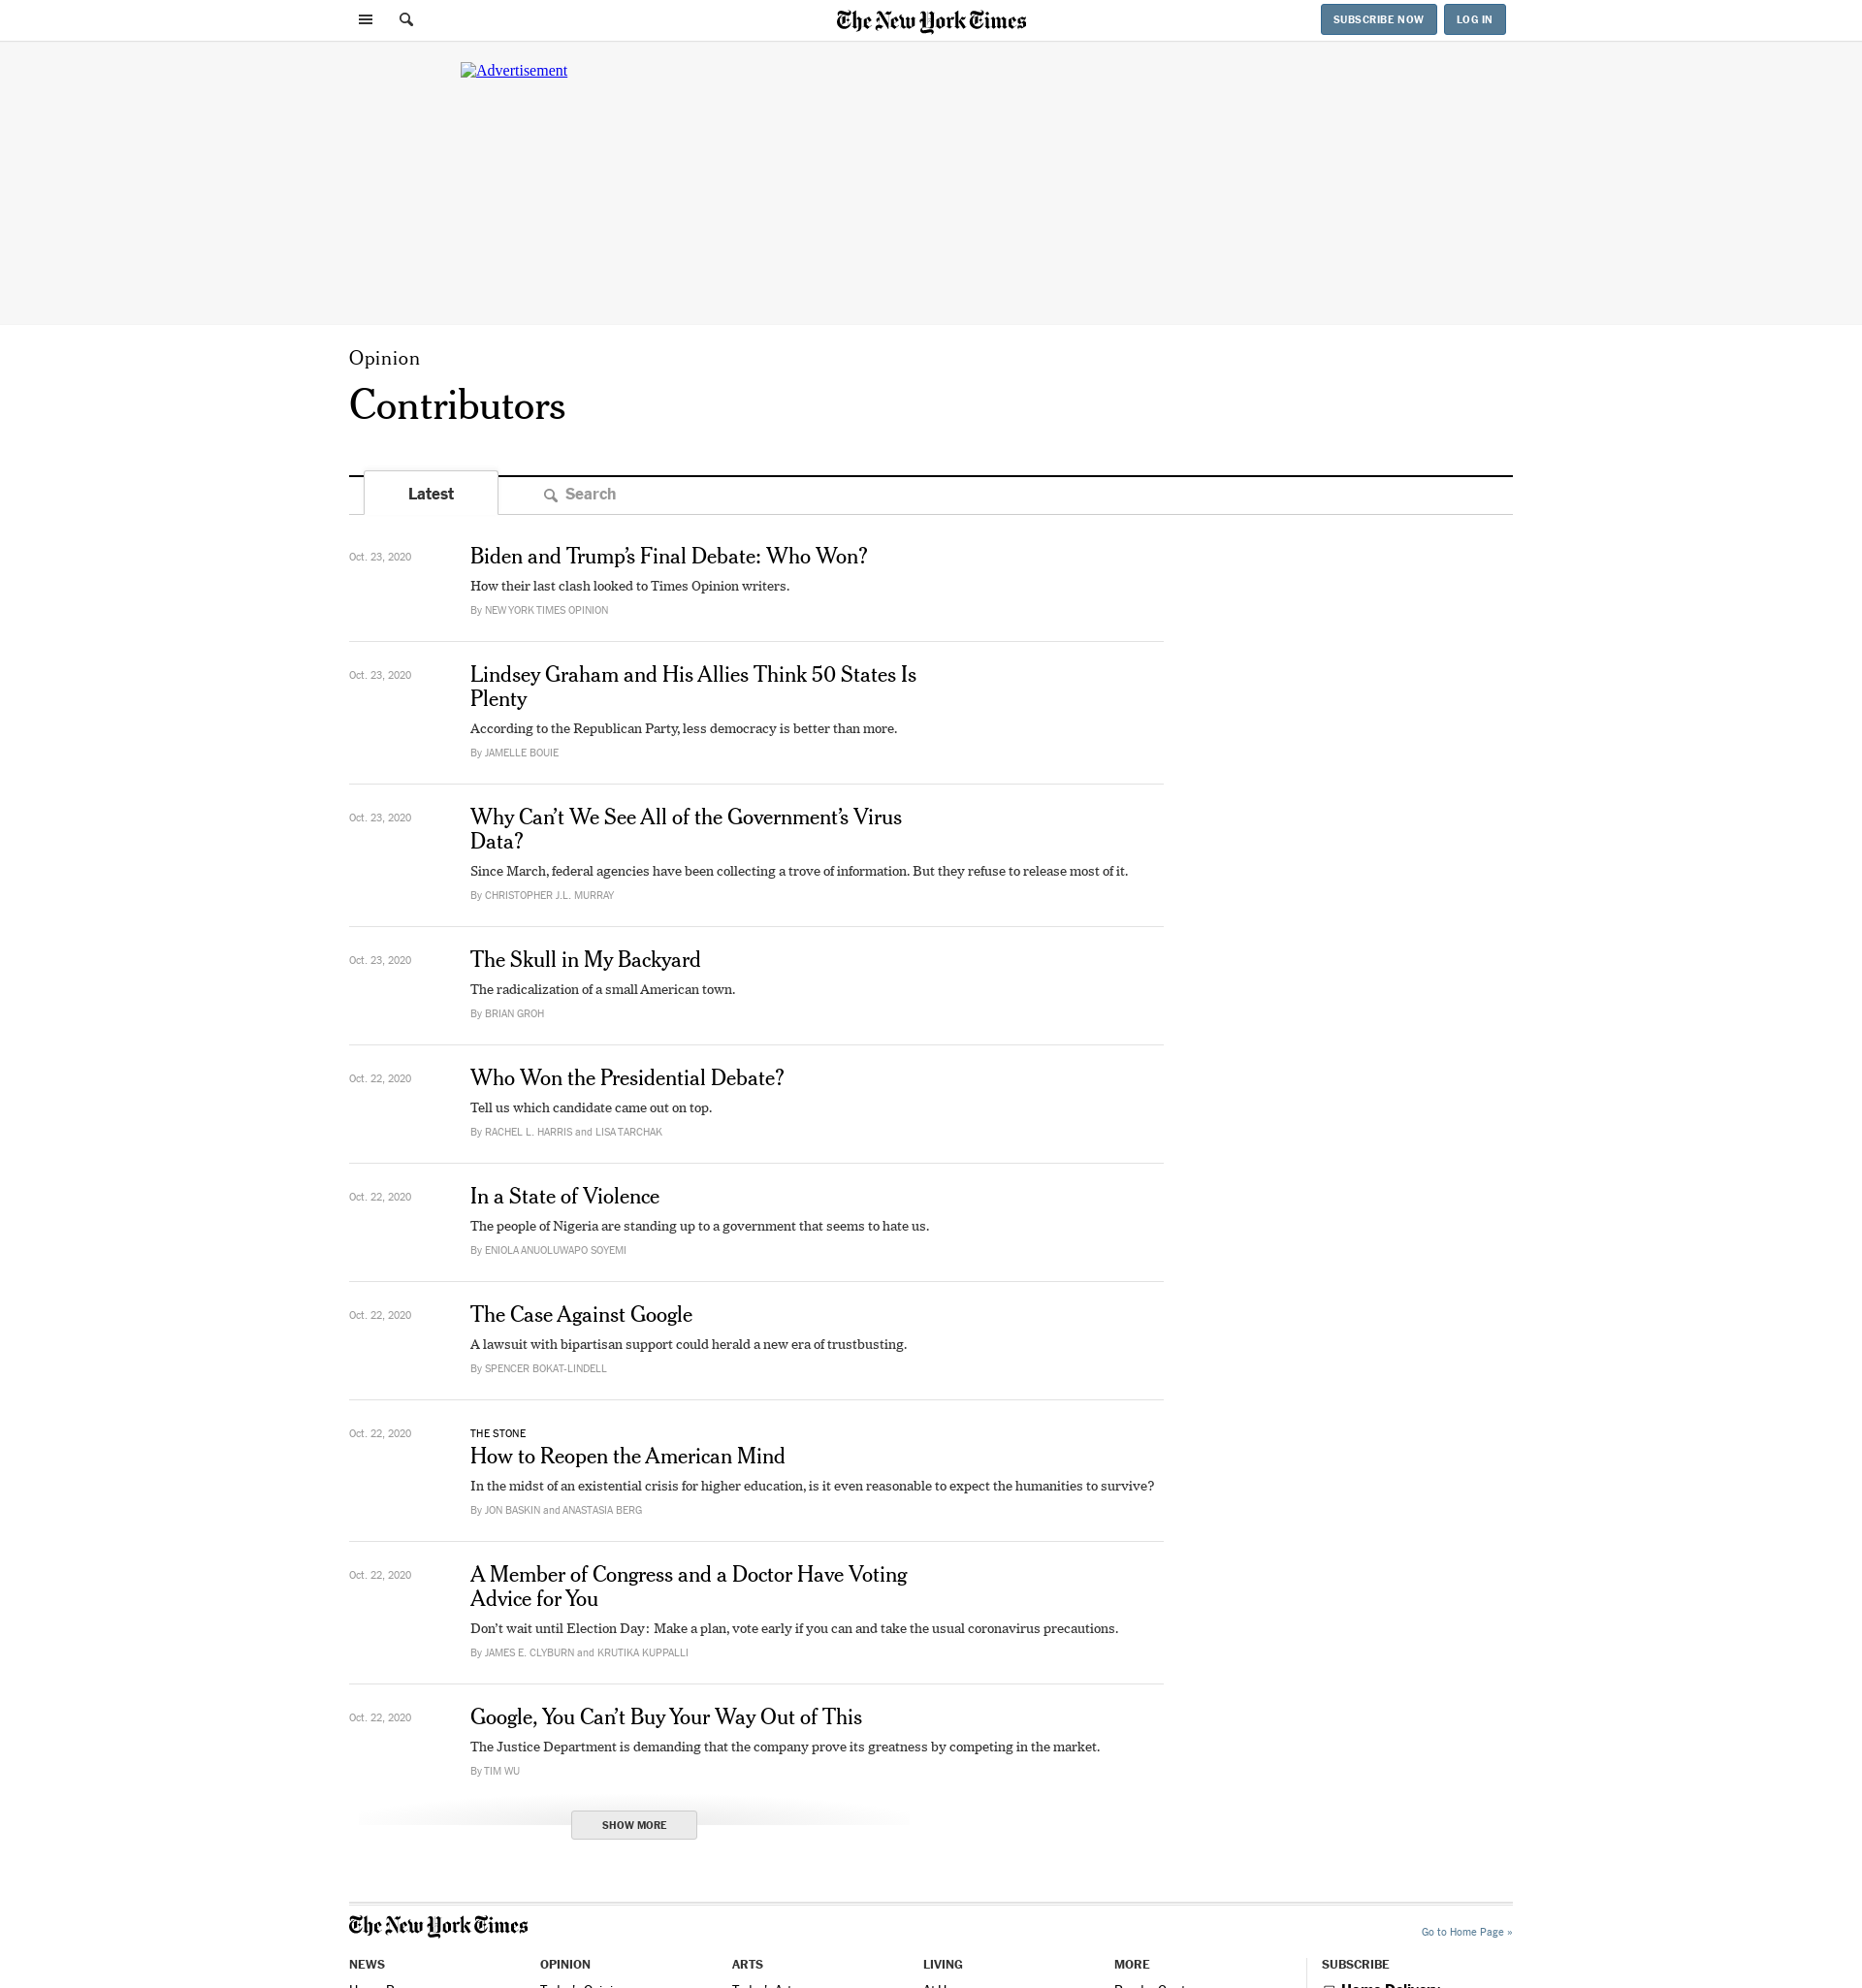 The New York Times
SUBSCRIBE NOW
LOG IN
Advertisement
Opinion
Contributors
Latest
Search
Oct. 23, 2020
Biden and Trump’s Final Debate: Who Won?
How their last clash looked to Times Opinion writers.
By NEW YORK TIMES OPINION
Oct. 23, 2020
Lindsey Graham and His Allies Think 50 States Is
Plenty
According to the Republican Party, less democracy is better than more.
By JAMELLE BOUIE
Oct. 23, 2020
Why Can’t We See All of the Government’s Virus
Data?
Since March, federal agencies have been collecting a trove of information. But they refuse to release most of it.
By CHRISTOPHER J.L. MURRAY
Oct. 23, 2020
The Skull in My Backyard
The radicalization of a small American town.
By BRIAN GROH
Oct. 22, 2020
Who Won the Presidential Debate?
Tell us which candidate came out on top.
By RACHEL L. HARRIS and LISA TARCHAK
Oct. 22, 2020
In a State of Violence
The people of Nigeria are standing up to a government that seems to hate us.
By ENIOLA ANUOLUWAPO SOYEMI
Oct. 22, 2020
The Case Against Google
A lawsuit with bipartisan support could herald a new era of trustbusting.
By SPENCER BOKAT-LINDELL
Oct. 22, 2020
THE STONE
How to Reopen the American Mind
In the midst of an existential crisis for higher education, is it even reasonable to expect the humanities to survive?
By JON BASKIN and ANASTASIA BERG
Oct. 22, 2020
A Member of Congress and a Doctor Have Voting
Advice for You
Don’t wait until Election Day: Make a plan, vote early if you can and take the usual coronavirus precautions.
By JAMES E. CLYBURN and KRUTIKA KUPPALLI
Oct. 22, 2020
Google, You Can’t Buy Your Way Out of This
The Justice Department is demanding that the company prove its greatness by competing in the market.
By TIM WU
SHOW MORE
The New York Times
Go to Home Page »
NEWS
OPINION
ARTS
LIVING
MORE
SUBSCRIBE
Home Delivery